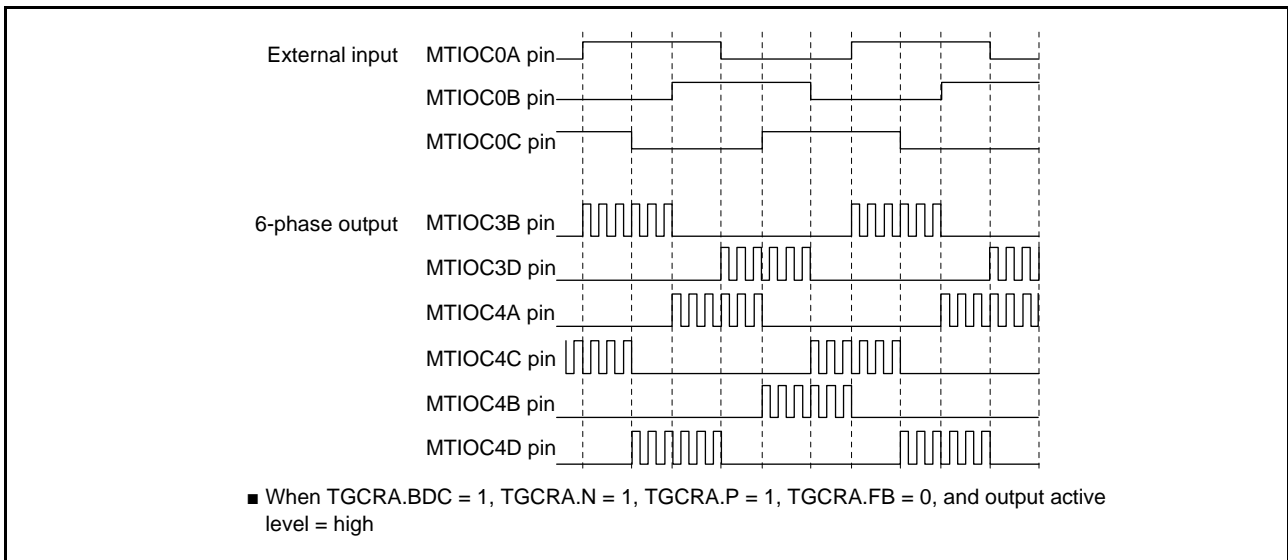 External input MTIOC0A pin
MTIOC0B pin
MTIOC0C pin
6-phase output MTIOC3B pin
MTIOC3D pin
MTIOC4A pin
MTIOC4C pin
MTIOC4B pin
MTIOC4D pin
■ When TGCRA.BDC = 1, TGCRA.N = 1, TGCRA.P = 1, TGCRA.FB = 0, and output active
level = high